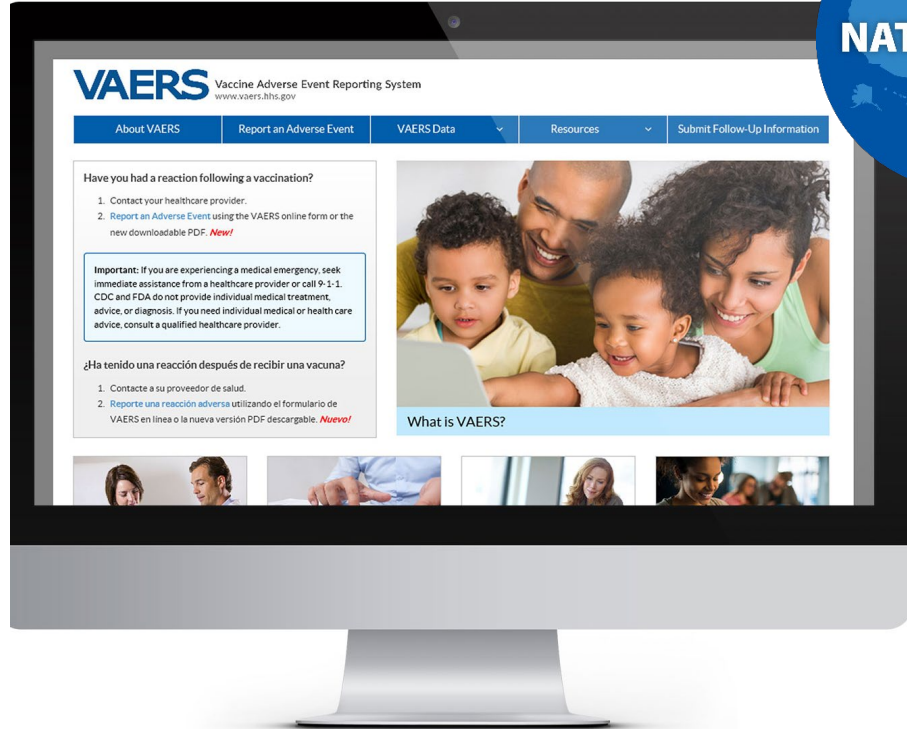 NAT
VAERS Vaccine Adverse Event Reporting System
www.vaers.hhs.gov
About VAERS Report an Adverse Event VAERS Data Resources Submit Follow-Up Information
Have you had a reaction following a vaccination?
1. Contact your healthcare provider.
2. Report an Adverse Event using the VAERS online form or the
new downloadable PDF. New!
Important: If you are experiencing a medical emergency, seek
immediate assistance from a healthcare provider or call 9-1-1.
CDC and FDA do not provide individual medical treatment,
advice, or diagnosis. If you need individual medical or health care
advice, consult a qualified healthcare provider.
¿Ha tenido una reacción después de recibir una vacuna?
1. Contacte a su proveedor de salud.
2. Reporte una reacción adversa utilizando el formulario de
VAERS en línea o la nueva versión PDF descargable. Nuevo!
What is VAERS?